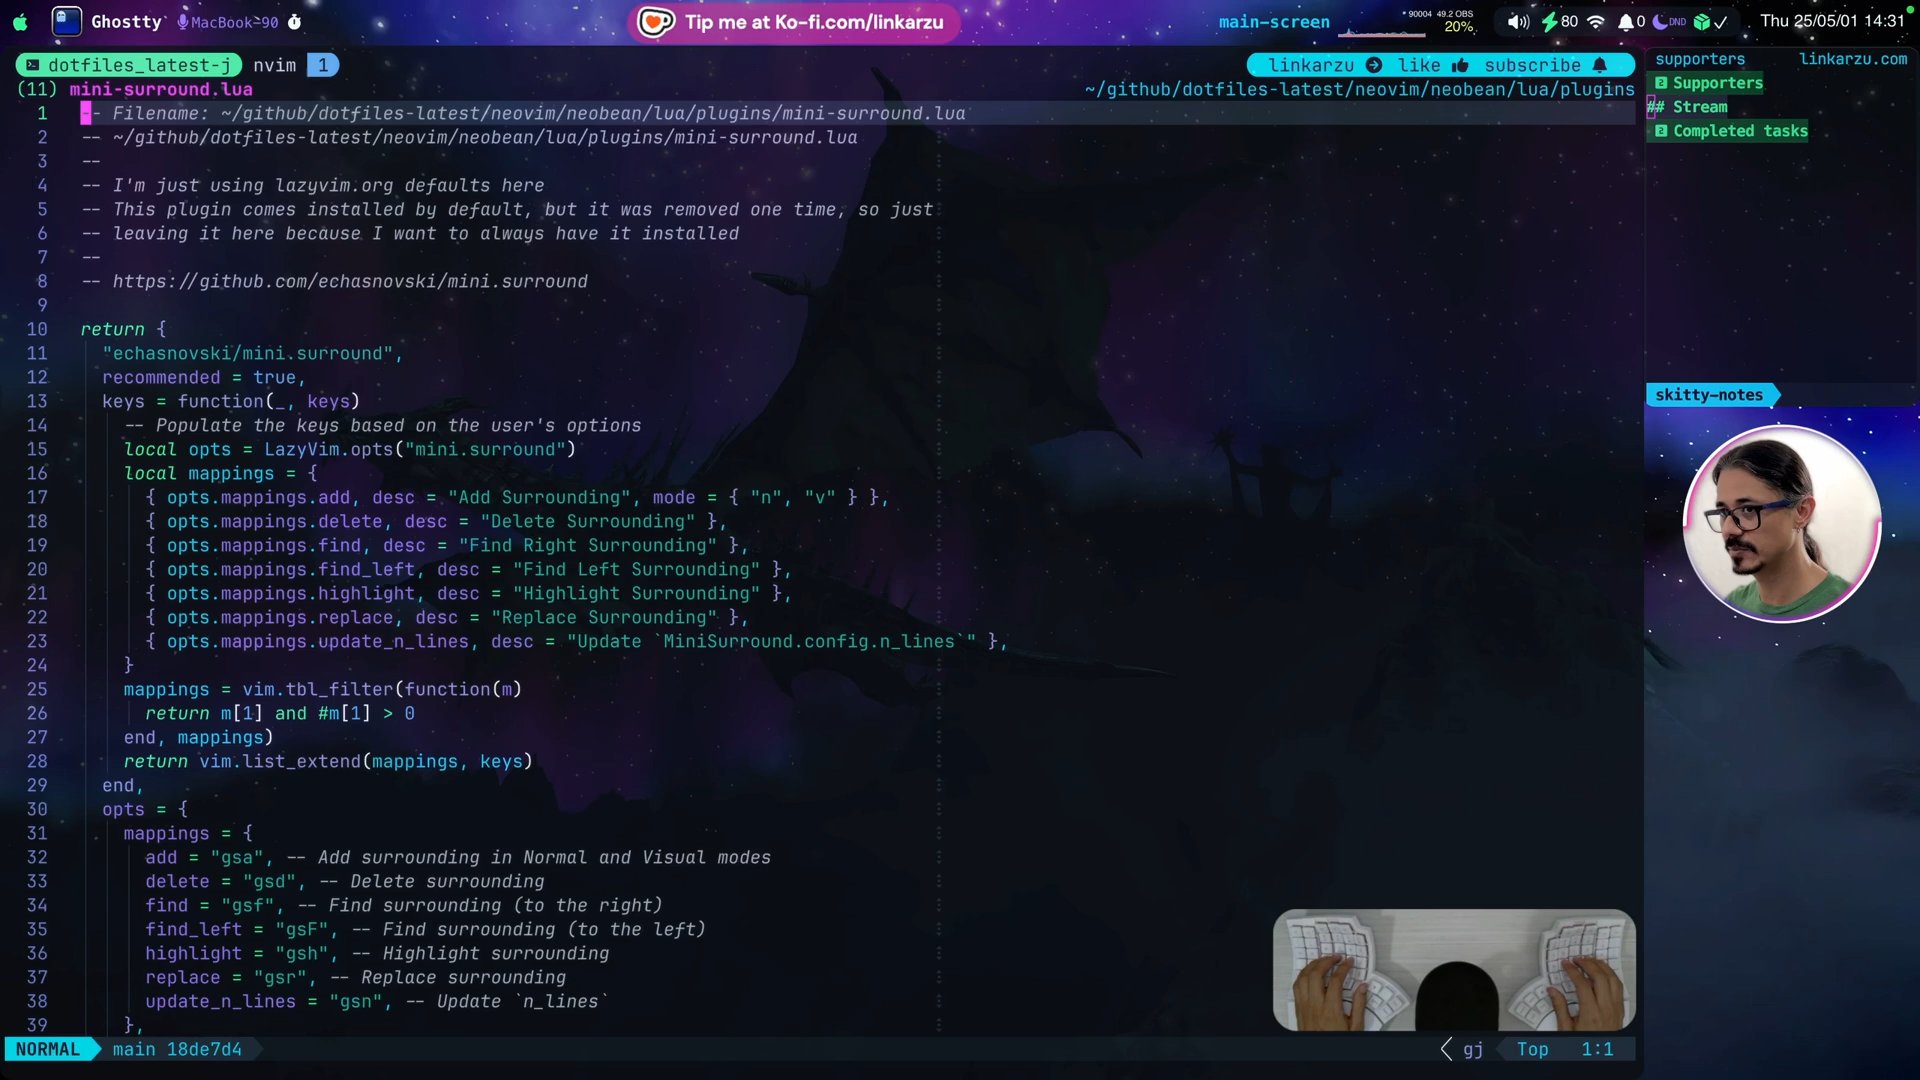 Ghostty MacBook-90 Tip me at Ko-fi.com/linkarzu main-screen 90004 49.2 OBS 20% 80 0 DND Thu 25/05/01 14:31
dotfiles_latest-j nvim 1 linkarzu like subscribe
(11) mini-surround.lua ~/github/dotfiles-latest/neovim/neobean/lua/plugins
1 -- Filename: ~/github/dotfiles-latest/neovim/neobean/lua/plugins/mini-surround.lua
2 -- ~/github/dotfiles-latest/neovim/neobean/lua/plugins/mini-surround.lua
3 --
4 -- I'm just using lazyvim.org defaults here
5 -- This plugin comes installed by default, but it was removed one time, so just
6 -- leaving it here because I want to always have it installed
7 --
8 -- https://github.com/echasnovski/mini.surround
9
10 return {
11 "echasnovski/mini.surround",
12 recommended = true,
13 keys = function(_, keys)
14 -- Populate the keys based on the user's options
15 local opts = LazyVim.opts("mini.surround")
16 local mappings = {
17 { opts.mappings.add, desc = "Add Surrounding", mode = { "n", "v" } },
18 { opts.mappings.delete, desc = "Delete Surrounding" },
19 { opts.mappings.find, desc = "Find Right Surrounding" },
20 { opts.mappings.find_left, desc = "Find Left Surrounding" },
21 { opts.mappings.highlight, desc = "Highlight Surrounding" },
22 { opts.mappings.replace, desc = "Replace Surrounding" },
23 { opts.mappings.update_n_lines, desc = "Update `MiniSurround.config.n_lines`" },
24 }
25 mappings = vim.tbl_filter(function(m)
26 return m[1] and #m[1] > 0
27 end, mappings)
28 return vim.list_extend(mappings, keys)
29 end,
30 opts = {
31 mappings = {
32 add = "gsa", -- Add surrounding in Normal and Visual modes
33 delete = "gsd", -- Delete surrounding
34 find = "gsf", -- Find surrounding (to the right)
35 find_left = "gsF", -- Find surrounding (to the left)
36 highlight = "gsh", -- Highlight surrounding
37 replace = "gsr", -- Replace surrounding
38 update_n_lines = "gsn", -- Update `n_lines`
39 },
NORMAL main 18de7d4 gj Top 1:1
supporters linkarzu.com
2 Supporters
## Stream
2 Completed tasks
skitty-notes